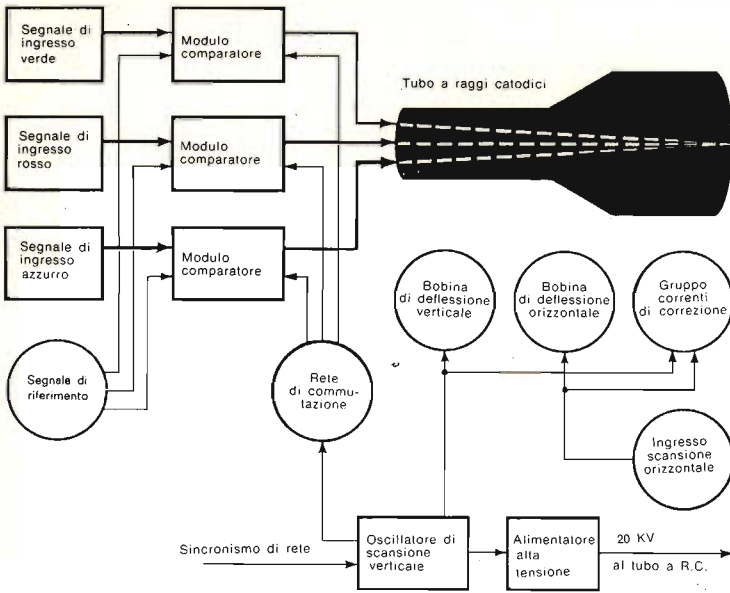 Segnale di
ingresso
verde
Modulo
comparatore
Tubo a raggi catodici
Segnale di
ingresso
rosso
Modulo
comparatore
Segnale di
ingresso
azzurro
Modulo
comparatore
Bobina
di deflessione
verticale
Bobina
di deflessione
orizzontale
Gruppo
correnti
di correzione
Segnale di
riferimento
Rete
di commu-
tazione
Ingresso
scansione
orizzontale
Sincronismo di rete
Oscillatore di
scansione
verticale
Alimentatore
alta
tensione
20 KV
al tubo a R.C.